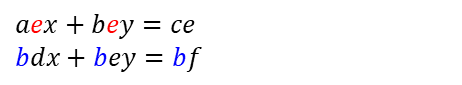 aex + bey = ce
bdx + bey = bf